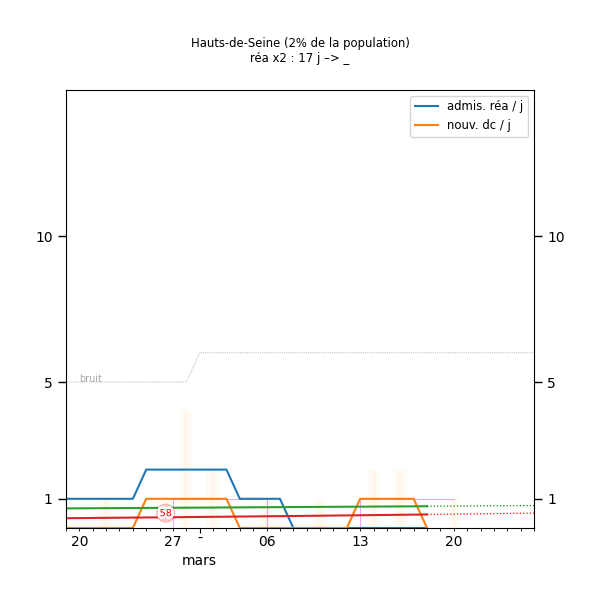 Hauts-de-Seine (2% de la population)
réa x2 : 17 j –> _
admis. réa / j
nouv. dc / j
10 10
bruit
5 5
1 1
58
20 27 - 06 13 20
mars